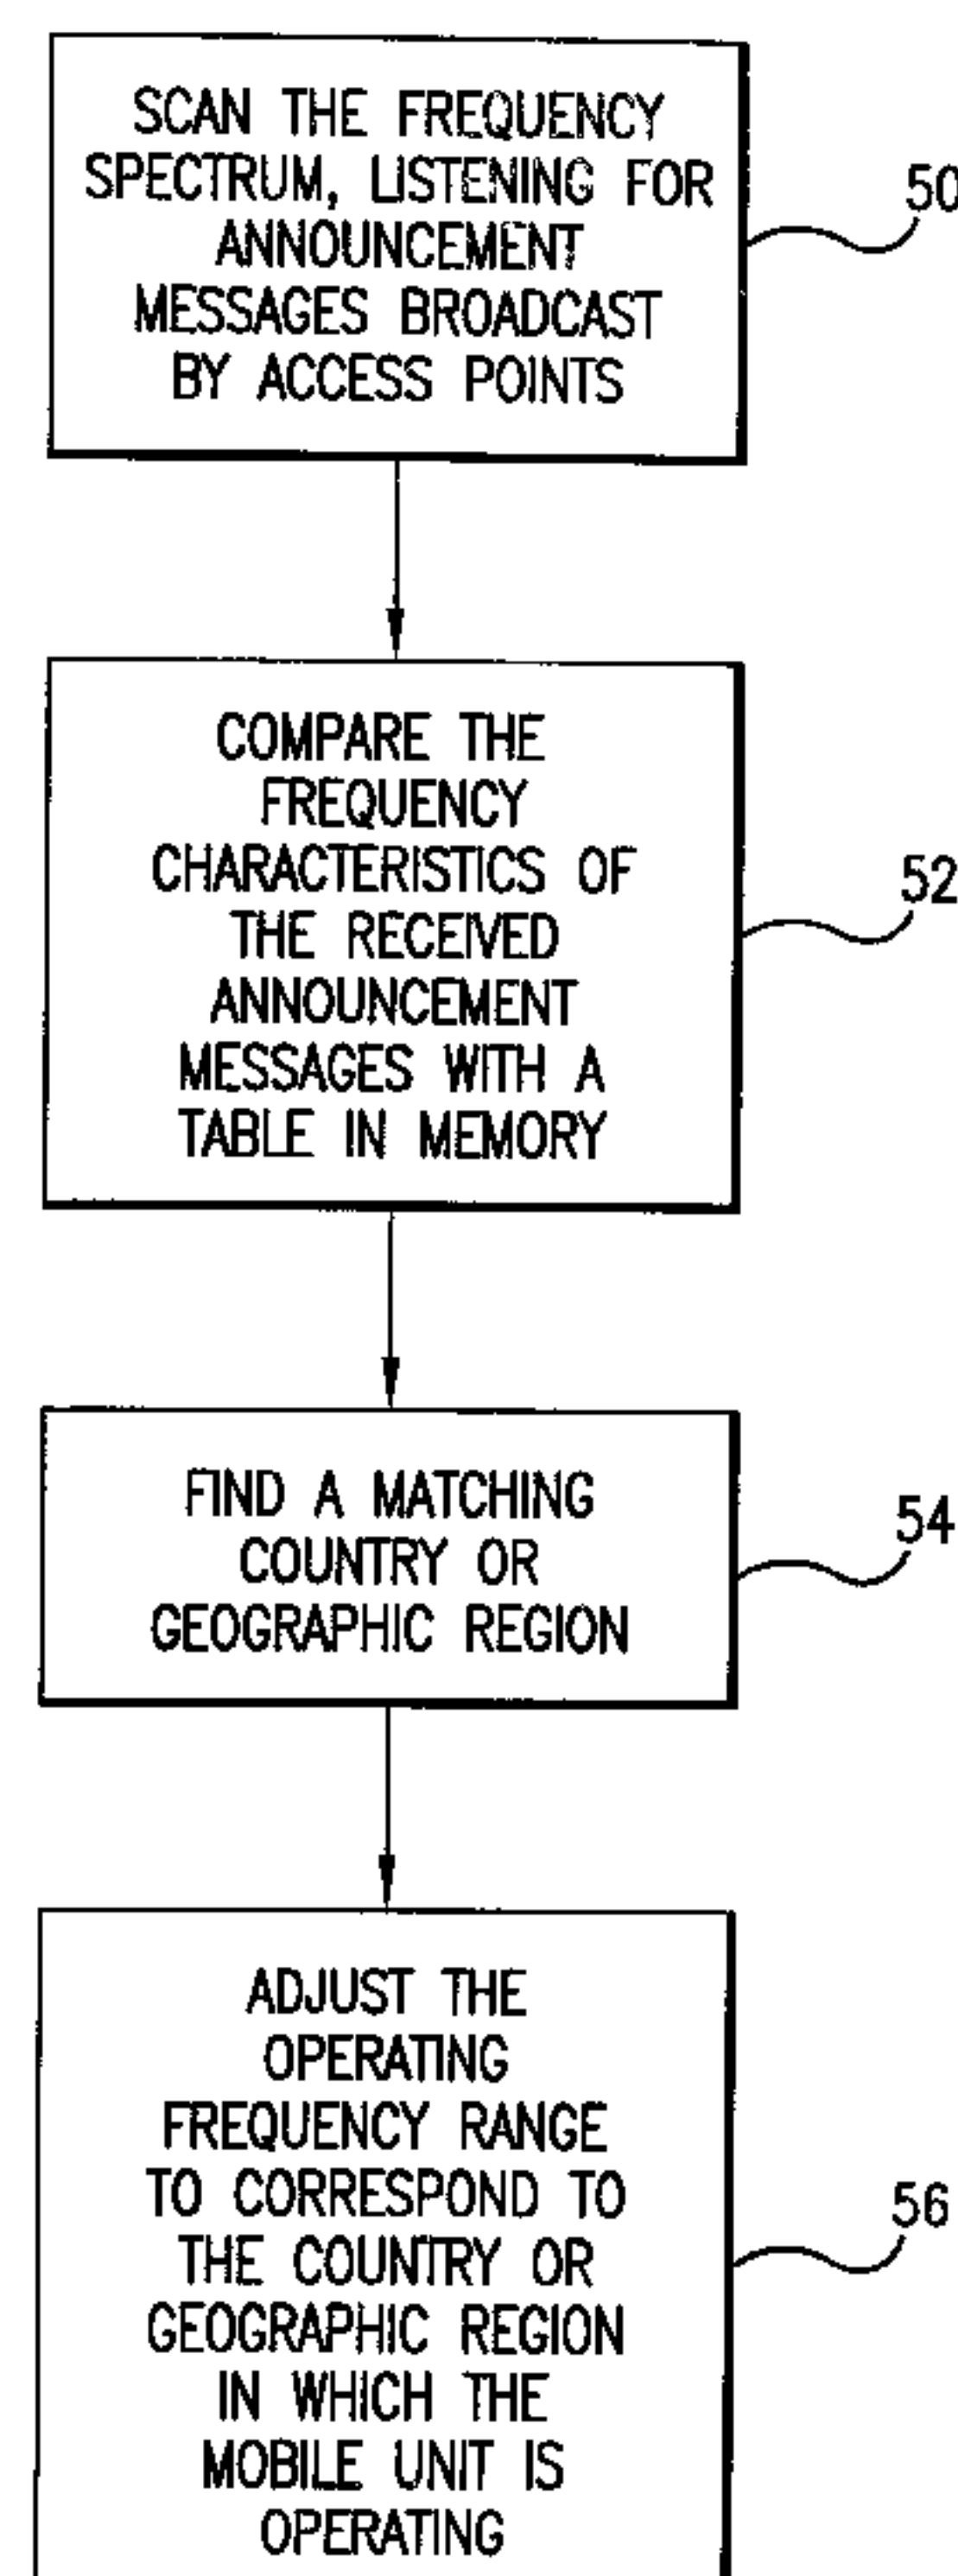 SCAN THE FREQUENCY
SPECTRUM, LISTENING FOR
ANNOUNCEMENT
MESSAGES BROADCAST
BY ACCESS POINTS
50
COMPARE THE
FREQUENCY
CHARACTERISTICS OF
THE RECEIVED
ANNOUNCEMENT
MESSAGES WITH A
TABLE IN MEMORY
52
FIND A MATCHING
COUNTRY OR
GEOGRAPHIC REGION
54
ADJUST THE
OPERATING
FREQUENCY RANGE
TO CORRESPOND TO
THE COUNTRY OR
GEOGRAPHIC REGION
IN WHICH THE
MOBILE UNIT IS
OPERATING
56